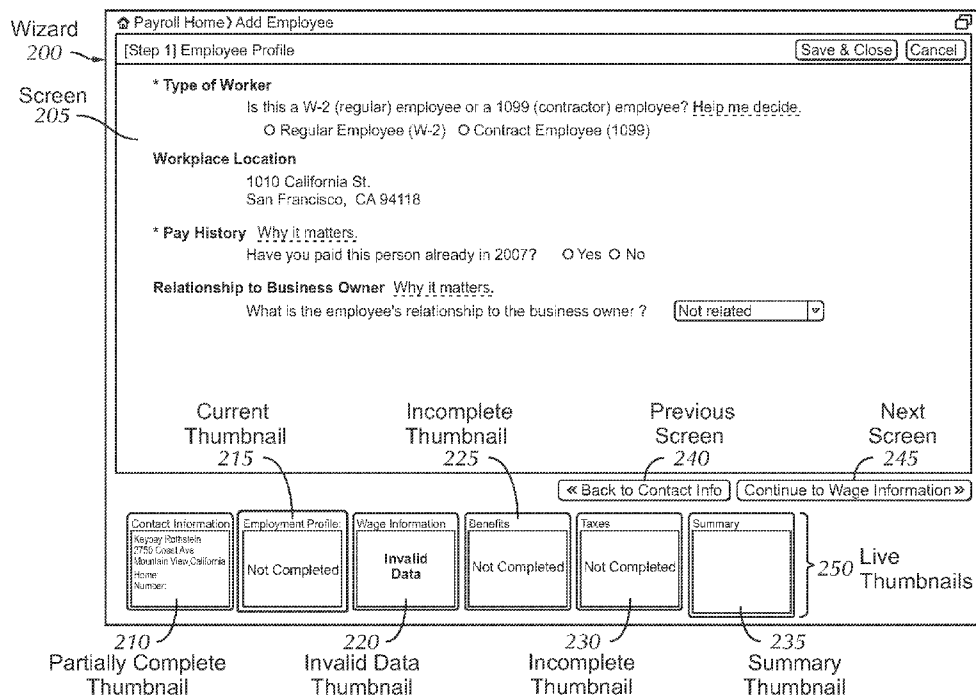 Wizard
200
Payroll Home > Add Employee
[Step 1] Employee Profile
Save & Close
Cancel
Screen
205
* Type of Worker
Is this a W-2 (regular) employee or a 1099 (contractor) employee? Help me decide.
Regular Employee (W-2) Contract Employee (1099)
Workplace Location
1010 California St.
San Francisco, CA 94118
* Pay History Why it matters.
Have you paid this person already in 2007? Yes No
Relationship to Business Owner Why it matters.
What is the employee's relationship to the business owner ? Not related
Current
Thumbnail
215
Incomplete
Thumbnail
225
Previous
Screen
240
Next
Screen
245
« Back to Contact Info
Continue to Wage Information »
Contact Information
Keypay Rothstein
2750 Coast Ave
Mountain View,California
Home:
Number:
Employment Profile:
Not Completed
Wage Information
Invalid
Data
Benefits
Not Completed
Taxes
Not Completed
Summary
250 Live
Thumbnails
210
Partially Complete
Thumbnail
220
Invalid Data
Thumbnail
230
Incomplete
Thumbnail
235
Summary
Thumbnail